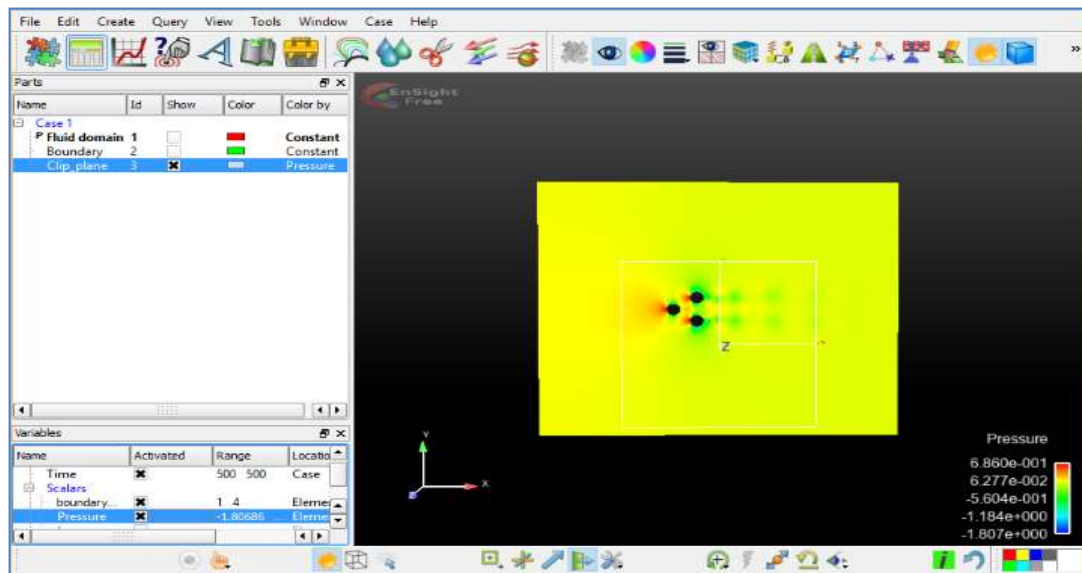 File Edit Create Query View Tools Window Case Help
»
Parts
Name Id Show Color Color by
Case 1
P Fluid domain 1 Constant
Boundary 2 Constant
Clip_plane 3 Pressure
EnSight
Free
Z
Y
X
Z
Pressure
6.860e-001
6.277e-002
-5.604e-001
-1.184e+000
-1.807e+000
Variables
Name Activated Range Locatio
Time 500 500 Case
Scalars
boundary... 1 4 Eleme
Pressure -1.80686 ... Eleme